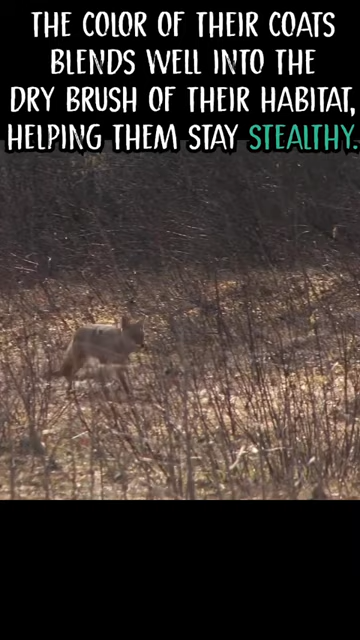 THE COLOR OF THEIR COATS
BLENDS WELL INTO THE
DRY BRUSH OF THEIR HABITAT,
HELPING THEM STAY STEALTHY.